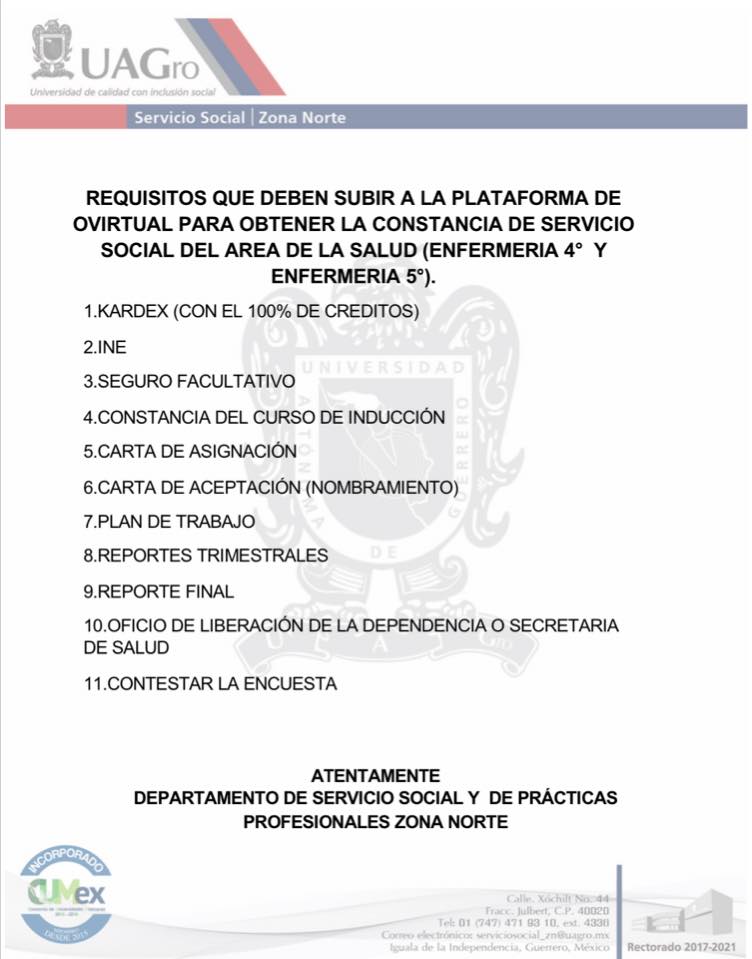 UAGro
Universidad de calidad con inclusión social
Servicio Social | Zona Norte
REQUISITOS QUE DEBEN SUBIR A LA PLATAFORMA DE
OVIRTUAL PARA OBTENER LA CONSTANCIA DE SERVICIO
SOCIAL DEL AREA DE LA SALUD (ENFERMERIA 4° Y
ENFERMERIA 5°).
1.KARDEX (CON EL 100% DE CREDITOS)
2.INE
3.SEGURO FACULTATIVO
4.CONSTANCIA DEL CURSO DE INDUCCIÓN
5.CARTA DE ASIGNACIÓN
6.CARTA DE ACEPTACIÓN (NOMBRAMIENTO)
7.PLAN DE TRABAJO
8.REPORTES TRIMESTRALES
9.REPORTE FINAL
10.OFICIO DE LIBERACIÓN DE LA DEPENDENCIA O SECRETARIA
DE SALUD
11.CONTESTAR LA ENCUESTA
UNIVERSIDAD
AUTÓNOMA
DE
GUERRERO
U A Gro
ATENTAMENTE
DEPARTAMENTO DE SERVICIO SOCIAL Y DE PRÁCTICAS
PROFESIONALES ZONA NORTE
INCORPORADO
CUMex
DESDE 2013
Calle. Xóchilt No. 44
Fracc. Julbert, C.P. 40020
Tel: 01 (747) 471 93 10, ext. 4336
Correo electrónico: serviciosocial_zn@uagro.mx
Iguala de la Independencia, Guerrero, México
Rectorado 2017-2021